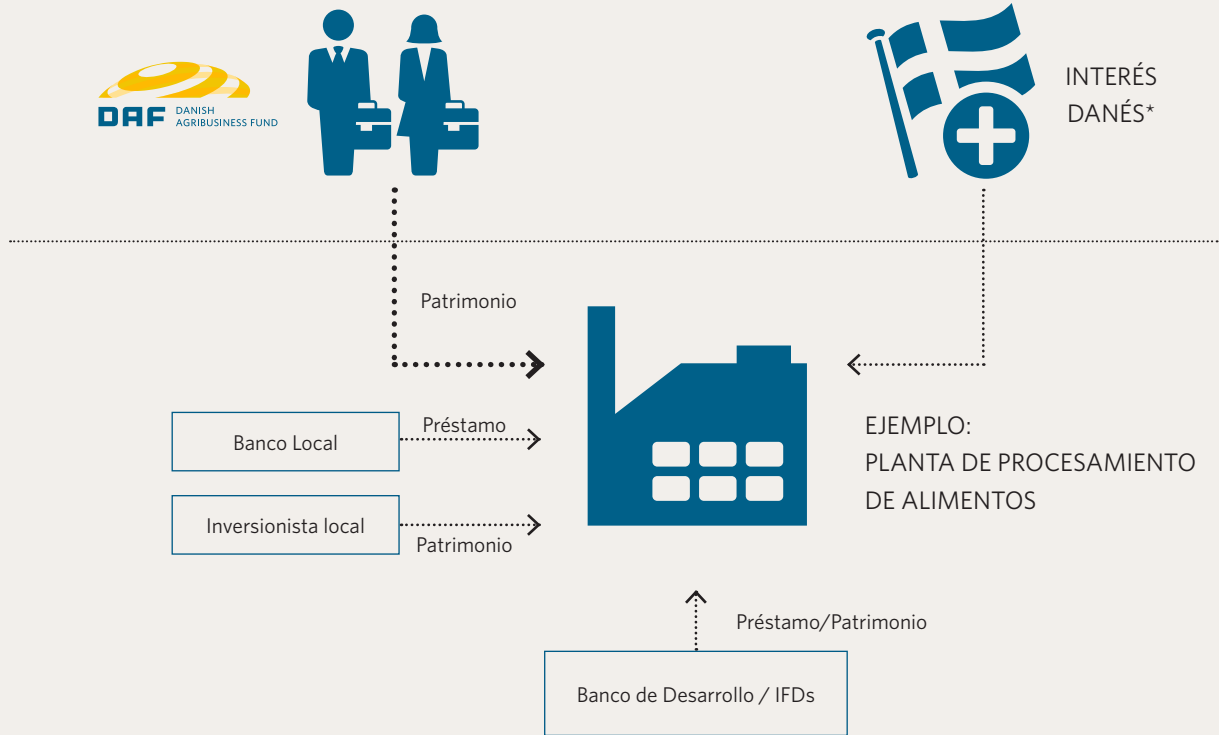 DAF DANISH
AGRIBUSINESS FUND
INTERÉS
DANÉS*
Patrimonio
Banco Local
Préstamo
Inversionista local
Patrimonio
EJEMPLO:
PLANTA DE PROCESAMIENTO
DE ALIMENTOS
Préstamo/Patrimonio
Banco de Desarrollo / IFDs